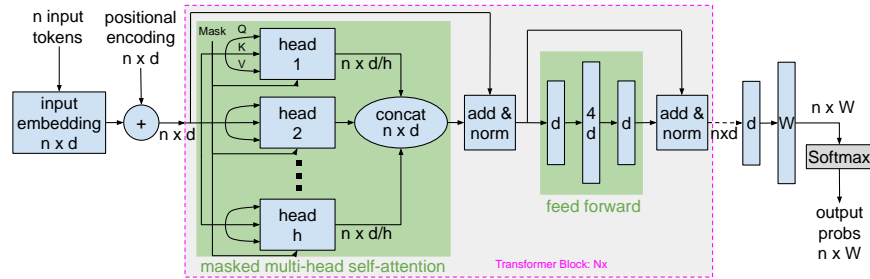 n input
tokens
positional
encoding
n x d
input
embedding
n x d
+
n x d
Mask
Q
K
V
head
1
n x d/h
head
2
head
h
n x d/h
concat
n x d
masked multi-head self-attention
add &
norm
d
4
d
d
feed forward
add &
norm
Transformer Block: Nx
nxd
d
W
n x W
Softmax
output
probs
n x W